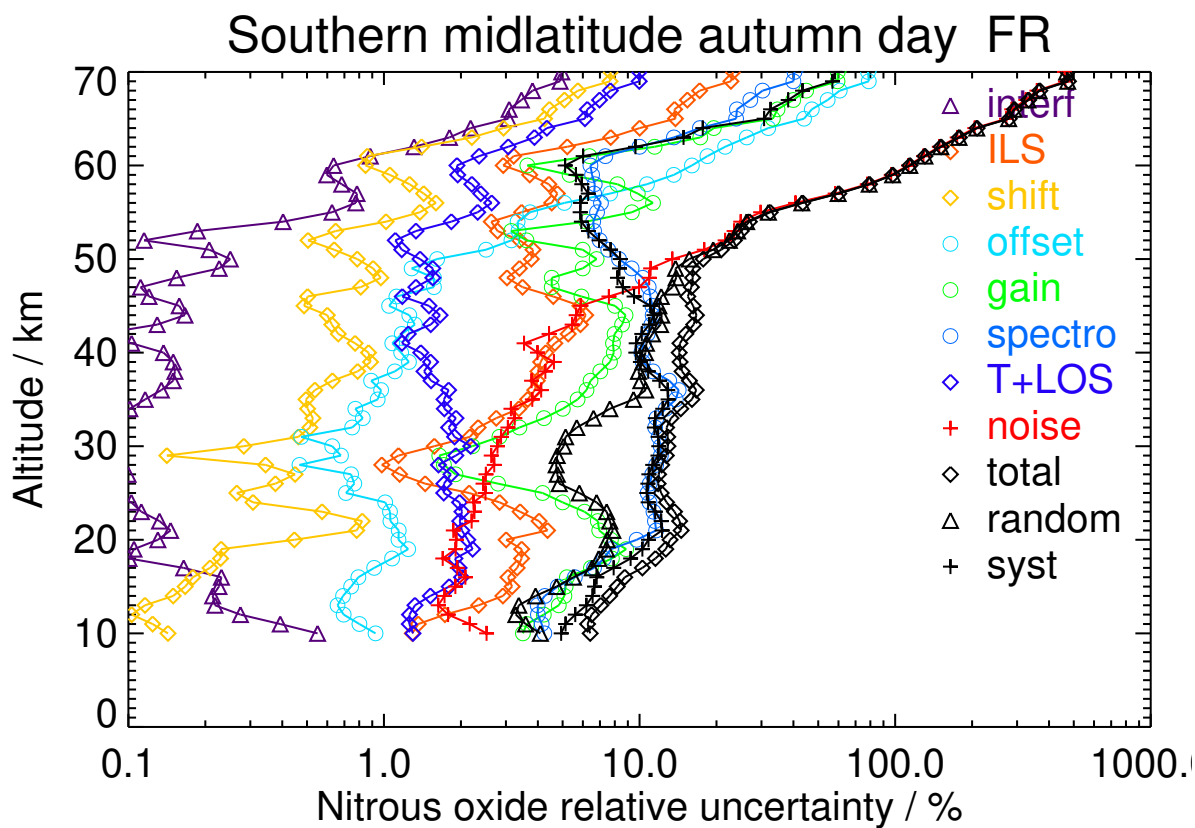 Southern midlatitude autumn day FR
70
60
50
40
30
20
10
0
Altitude / km
interf
ILS
shift
offset
gain
spectro
T+LOS
noise
total
random
syst
0.1 1.0 10.0 100.0 1000.0
Nitrous oxide relative uncertainty / %